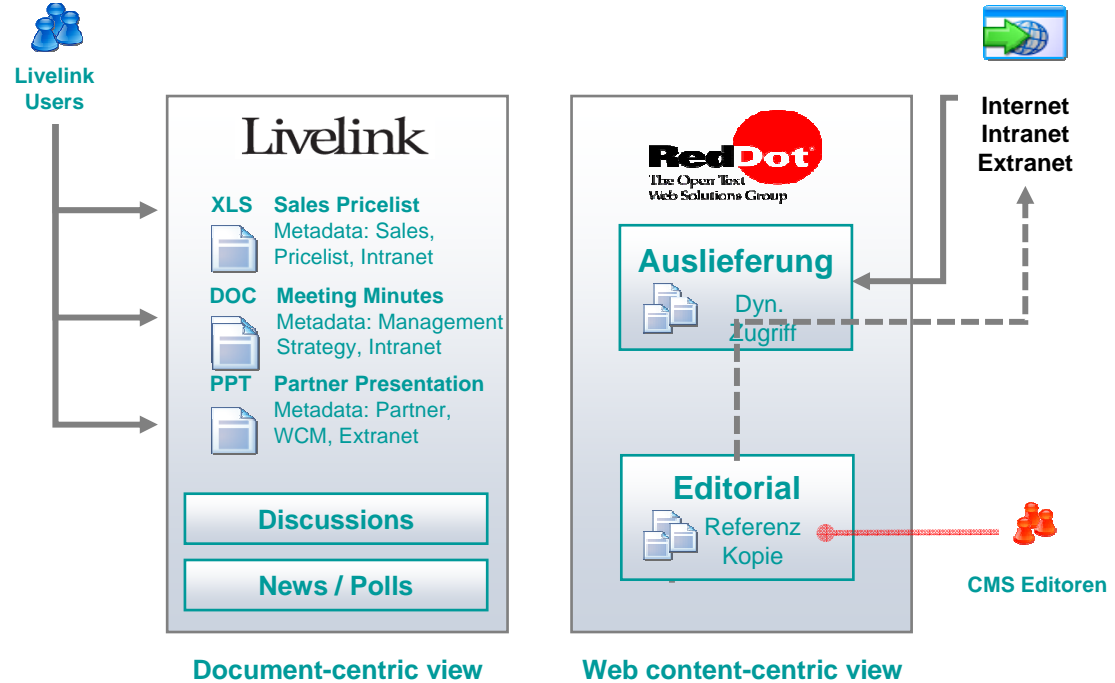 Livelink
Users
Livelink
XLS Sales Pricelist
Metadata: Sales,
Pricelist, Intranet
DOC Meeting Minutes
Metadata: Management
Strategy, Intranet
PPT Partner Presentation
Metadata: Partner,
WCM, Extranet
Discussions
News / Polls
Document-centric view
RedDot
The Open Text
Web Solutions Group
Auslieferung
Dyn.
Zugriff
Editorial
Referenz
Kopie
Web content-centric view
Internet
Intranet
Extranet
CMS Editoren